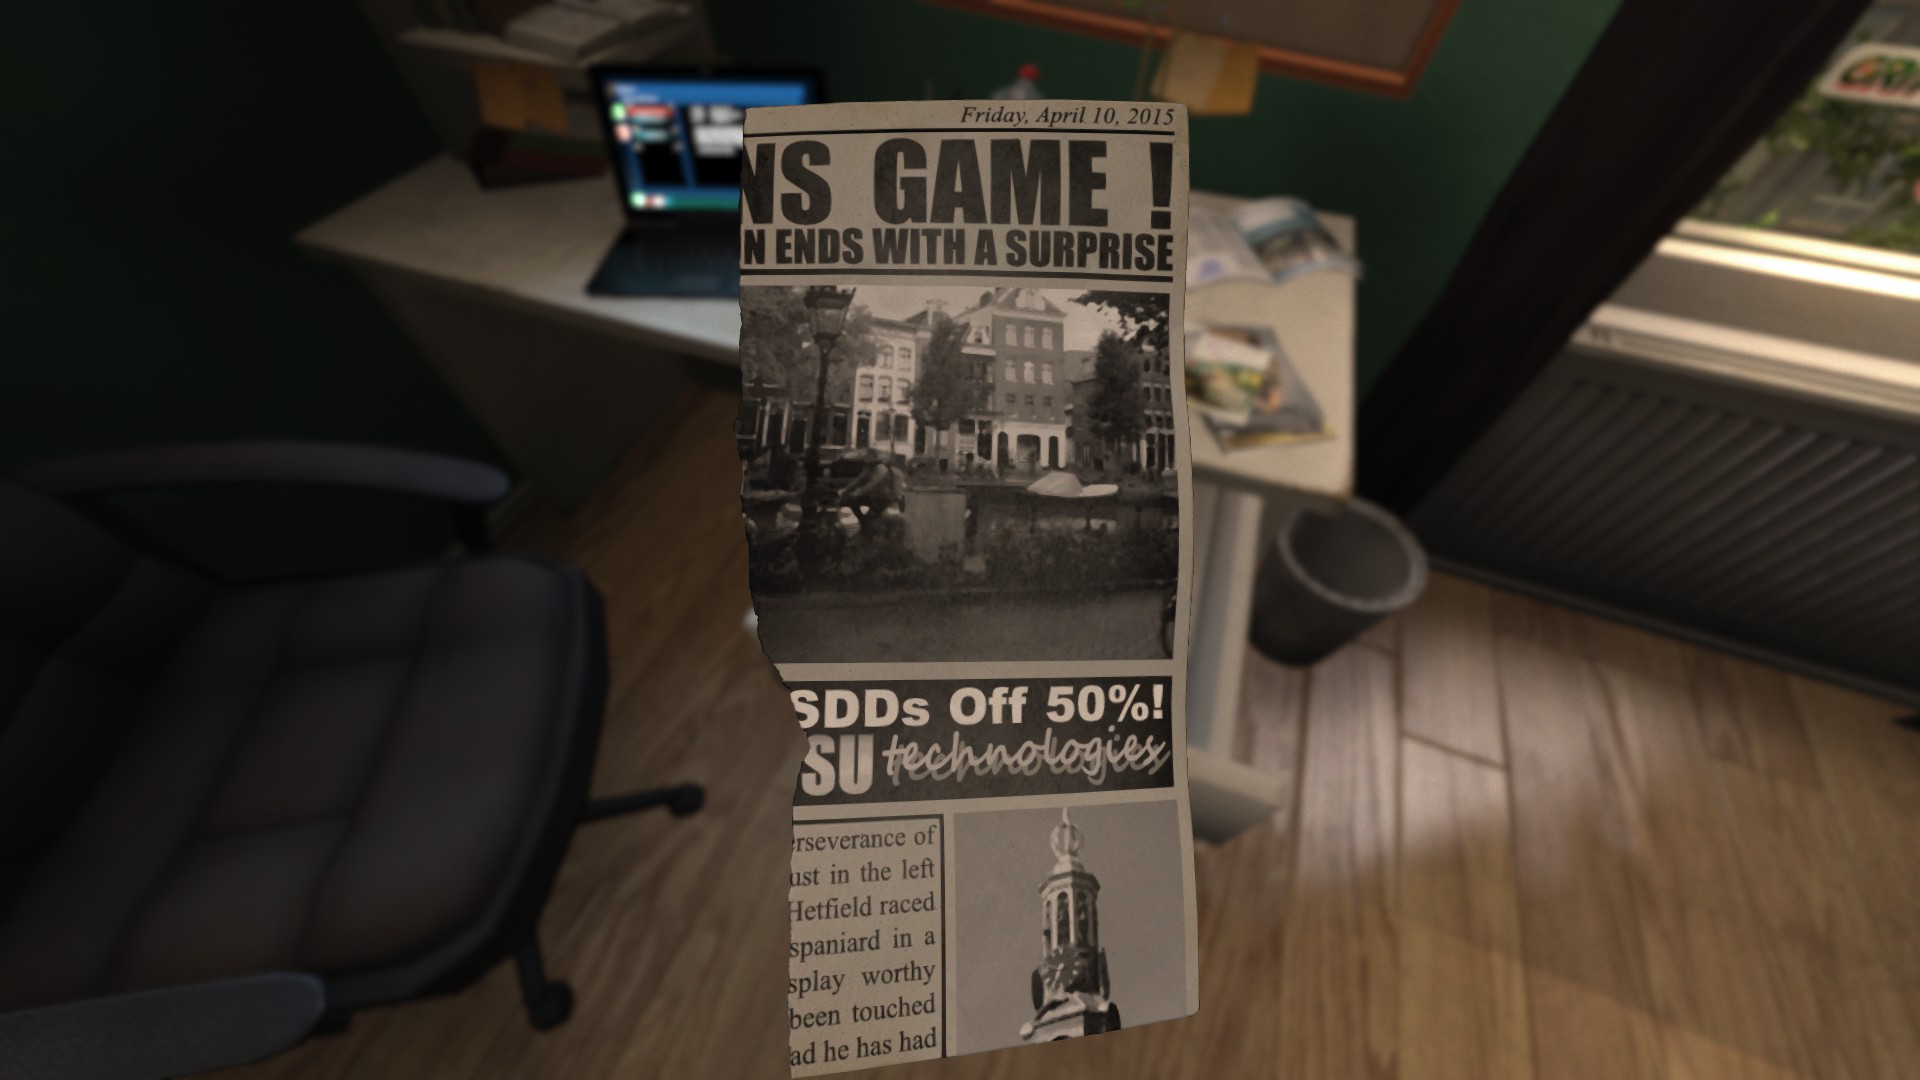 Friday, April 10, 2015
NS GAME !
N ENDS WITH A SURPRISE
SDDs Off 50%!
SU technologies
erseverance of
ust in the left
Hetfield raced
spaniard in a
splay worthy
been touched
ad he has had